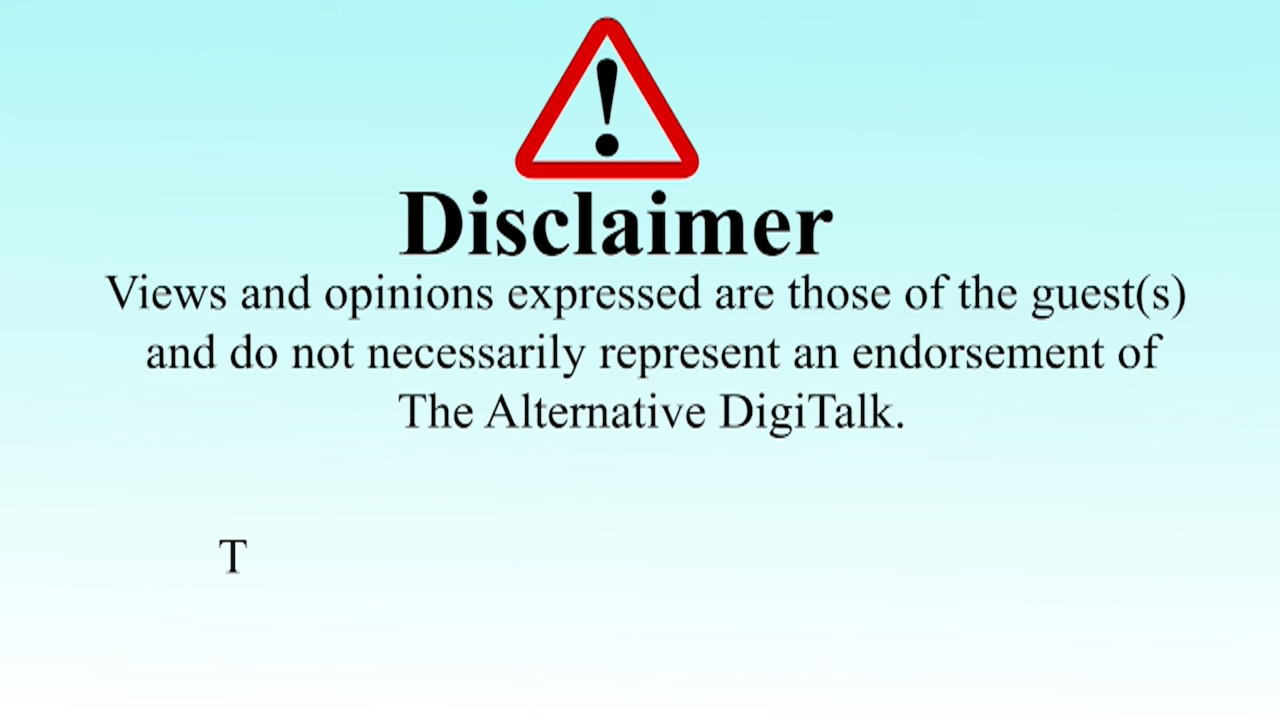 Disclaimer
Views and opinions expressed are those of the guest(s)
and do not necessarily represent an endorsement of
The Alternative DigiTalk.
T